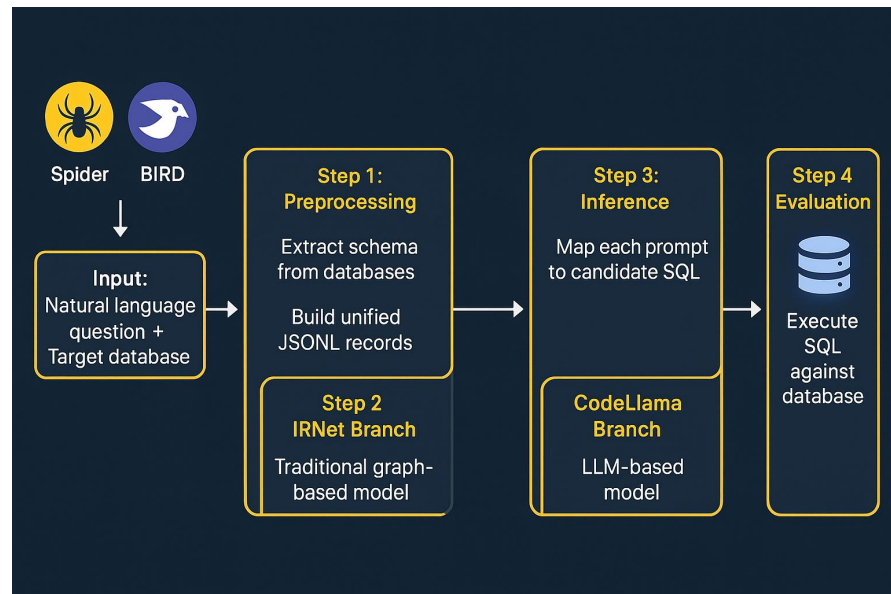 Spider
BIRD
Input:
Natural language
question +
Target database
Step 1:
Preprocessing
Extract schema
from databases
Build unified
JSONL records
Step 2
IRNet Branch
Traditional graph-
based model
Step 3:
Inference
Map each prompt
to candidate SQL
CodeLlama
Branch
LLM-based
model
Step 4
Evaluation
Execute
SQL
against
database